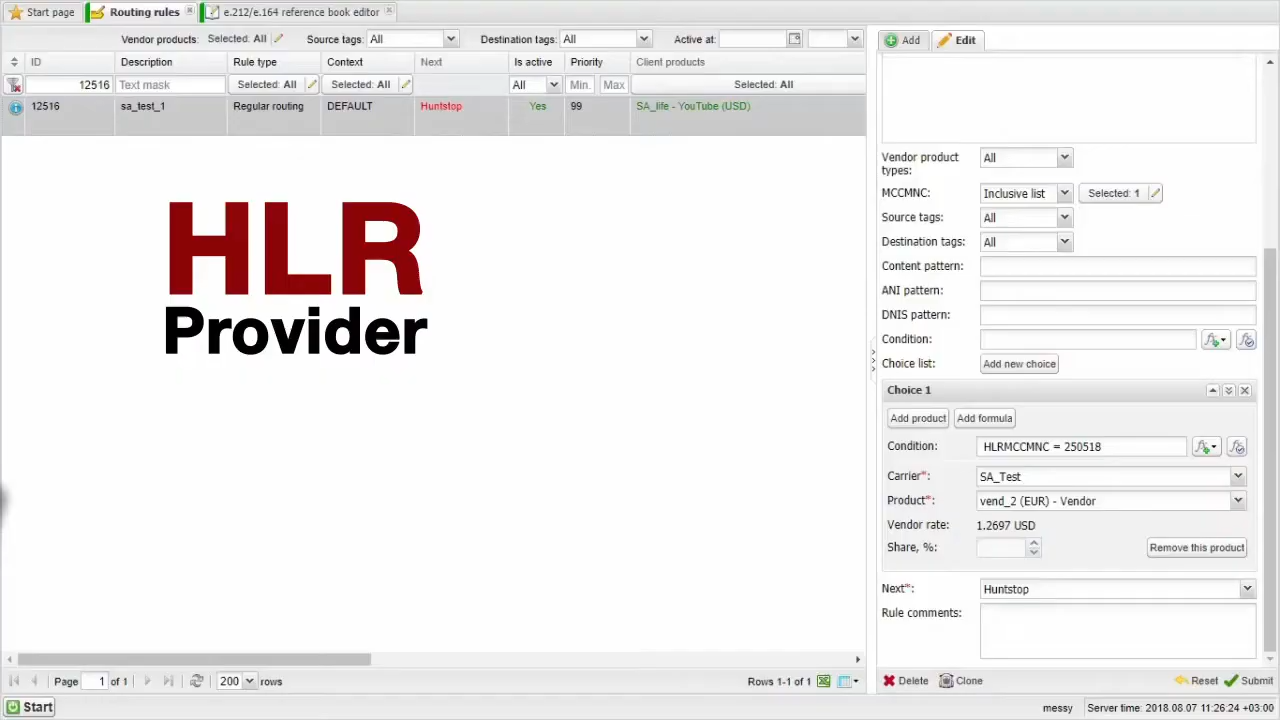 Start page Routing rules e.212/e.164 reference book editor
Vendor products: Selected: All Source tags: All Destination tags: All Active at:
ID Description Rule type Context Next Is active Priority Client products
12516 Text mask Selected: All Selected: All All Min. Max Selected: All
12516 sa_test_1 Regular routing DEFAULT Huntstop Yes 99 SA_life - YouTube (USD)
HLR
Provider
Page 1 of 1 200 rows Rows 1-1 of 1
Add Edit
Vendor product
types: All
MCCMNC: Inclusive list Selected: 1
Source tags: All
Destination tags: All
Content pattern:
ANI pattern:
DNIS pattern:
Condition:
Choice list: Add new choice
Choice 1
Add product Add formula
Condition: HLRMCCMNC = 250518
Carrier*: SA_Test
Product*: vend_2 (EUR) - Vendor
Vendor rate: 1.2697 USD
Share, %: Remove this product
Next*: Huntstop
Rule comments:
Delete Clone Reset Submit
Start messy Server time: 2018.08.07 11:26:24 +03:00